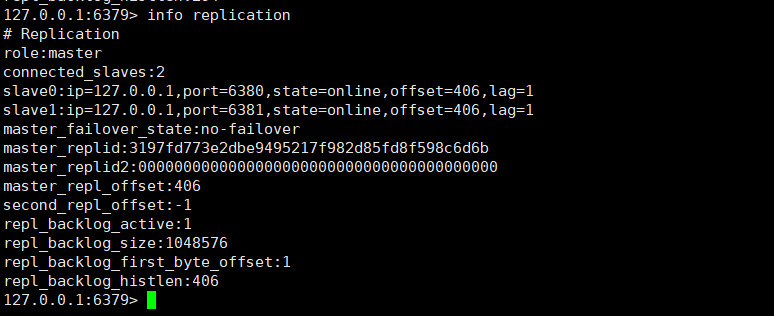 127.0.0.1:6379> info replication
# Replication
role:master
connected_slaves:2
slave0:ip=127.0.0.1,port=6380,state=online,offset=406,lag=1
slave1:ip=127.0.0.1,port=6381,state=online,offset=406,lag=1
master_failover_state:no-failover
master_replid:3197fd773e2dbe9495217f982d85fd8f598c6d6b
master_replid2:0000000000000000000000000000000000000000
master_repl_offset:406
second_repl_offset:-1
repl_backlog_active:1
repl_backlog_size:1048576
repl_backlog_first_byte_offset:1
repl_backlog_histlen:406
127.0.0.1:6379>